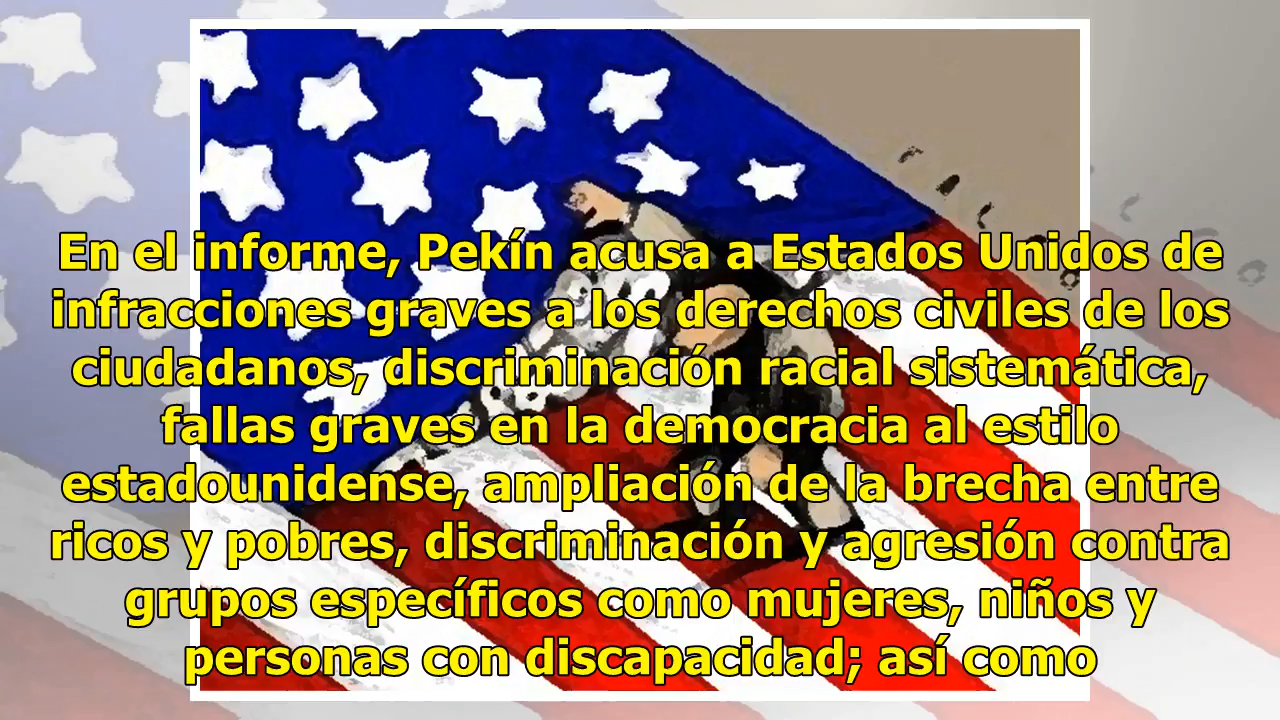 En el informe, Pekín acusa a Estados Unidos de
infracciones graves a los derechos civiles de los
ciudadanos, discriminación racial sistemática,
fallas graves en la democracia al estilo
estadounidense, ampliación de la brecha entre
ricos y pobres, discriminación y agresión contra
grupos específicos como mujeres, niños y
personas con discapacidad; así como